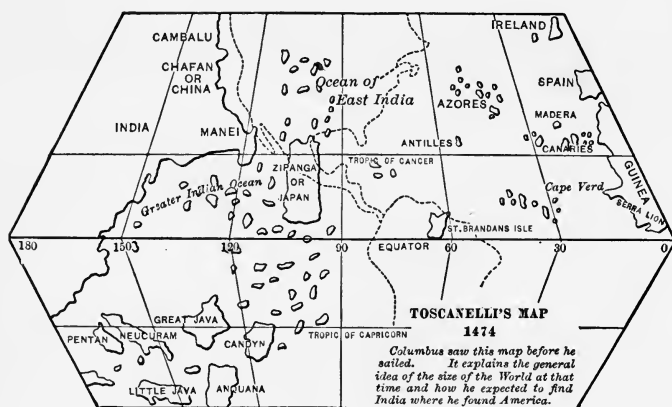 IRELAND
CAMBALU
CHAFAN
OR
CHINA
Ocean of
East India
SPAIN
AZORES
MADERA
INDIA
MANEI
ANTILLES
CANARIES
TROPIC OF CANCER
ZIPANGA
OR
JAPAN
GUINEA
Grsater Indian Ocean
Cape Verd
SERRA LION
ST. BRANDANS ISLE
180 150 120 90 EQUATOR 60 30 0
GREAT JAVA
PENTAN
NEUCURAM
CANDYN
TROPIC OF CAPRICORN
LITTLE JAVA
ANQUANA
TOSCANELLI'S MAP
1474
Columbus saw this map before he
sailed. It explains the general
idea of the size of the World at that
time and how he expected to find
India where he found America.